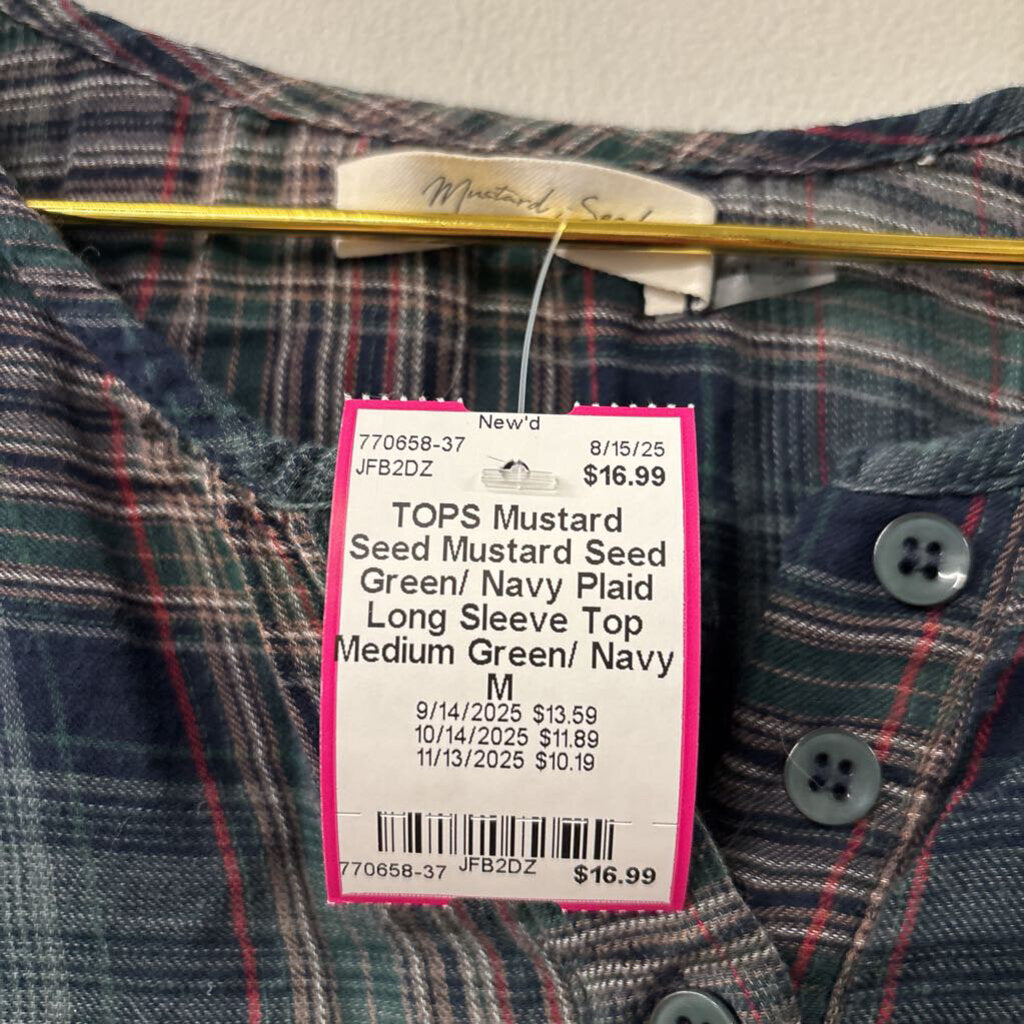 Mustard Seed
New'd
770658-37 8/15/25
JFB2DZ $16.99
TOPS Mustard
Seed Mustard Seed
Green/ Navy Plaid
Long Sleeve Top
Medium Green/ Navy
M
9/14/2025 $13.59
10/14/2025 $11.89
11/13/2025 $10.19
770658-37 JFB2DZ $16.99